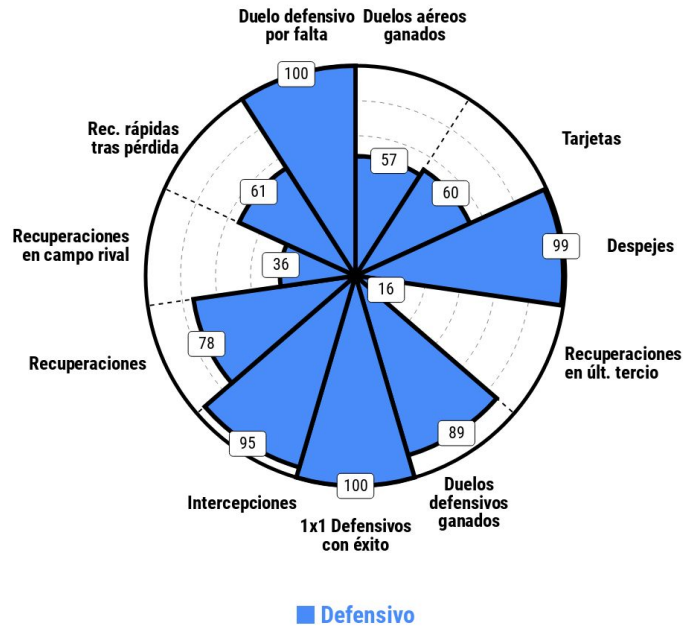 Duelo defensivo
por falta
Duelos aéreos
ganados
100
Rec. rápidas
tras pérdida
Tarjetas
57
61
60
Recuperaciones
en campo rival
99
Despejes
36
16
Recuperaciones
78
Recuperaciones
en últ. tercio
95
89
100
Intercepciones
Duelos
defensivos
ganados
1x1 Defensivos
con éxito
Defensivo